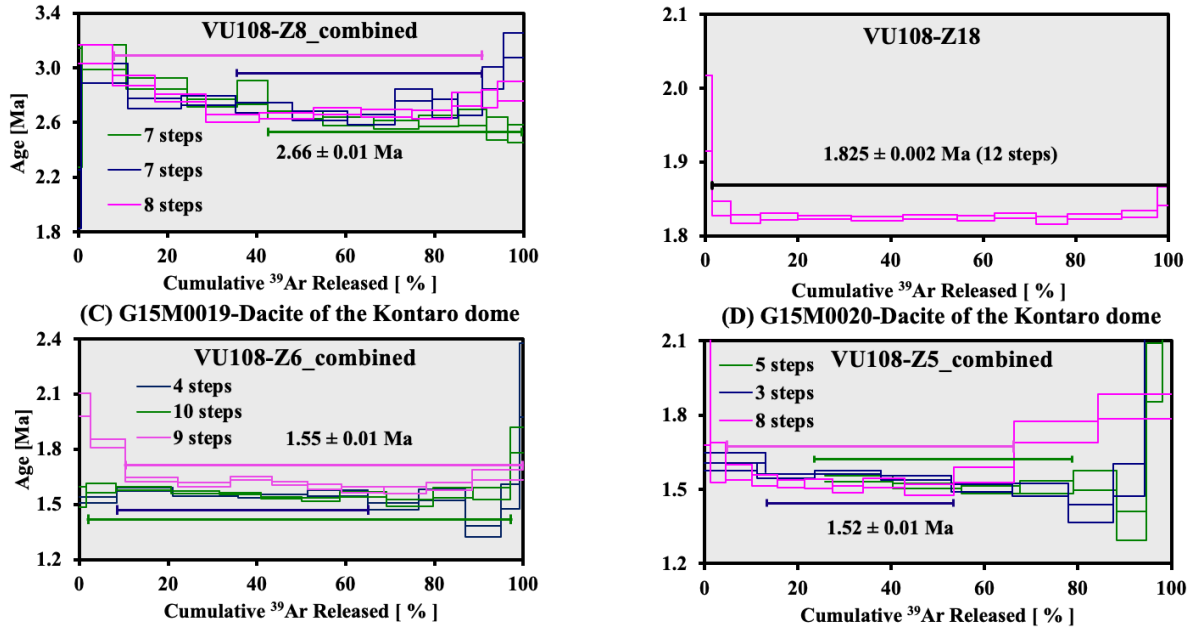 VU108-Z8_combined
3.4
3.0
2.6
2.2
1.8
Age [Ma]
7 steps
7 steps
8 steps
2.66 ± 0.01 Ma
0 20 40 60 80 100
Cumulative ³⁹Ar Released [ % ]
VU108-Z18
2.1
2.0
1.9
1.8
1.825 ± 0.002 Ma (12 steps)
0 20 40 60 80 100
Cumulative ³⁹Ar Released [ % ]
(C) G15M0019-Dacite of the Kontaro dome
VU108-Z6_combined
2.4
2.1
1.8
1.5
1.2
Age [Ma]
4 steps
10 steps
9 steps
1.55 ± 0.01 Ma
0 20 40 60 80 100
Cumulative ³⁹Ar Released [ % ]
(D) G15M0020-Dacite of the Kontaro dome
VU108-Z5_combined
2.1
1.8
1.5
1.2
5 steps
3 steps
8 steps
1.52 ± 0.01 Ma
0 20 40 60 80 100
Cumulative ³⁹Ar Released [ % ]